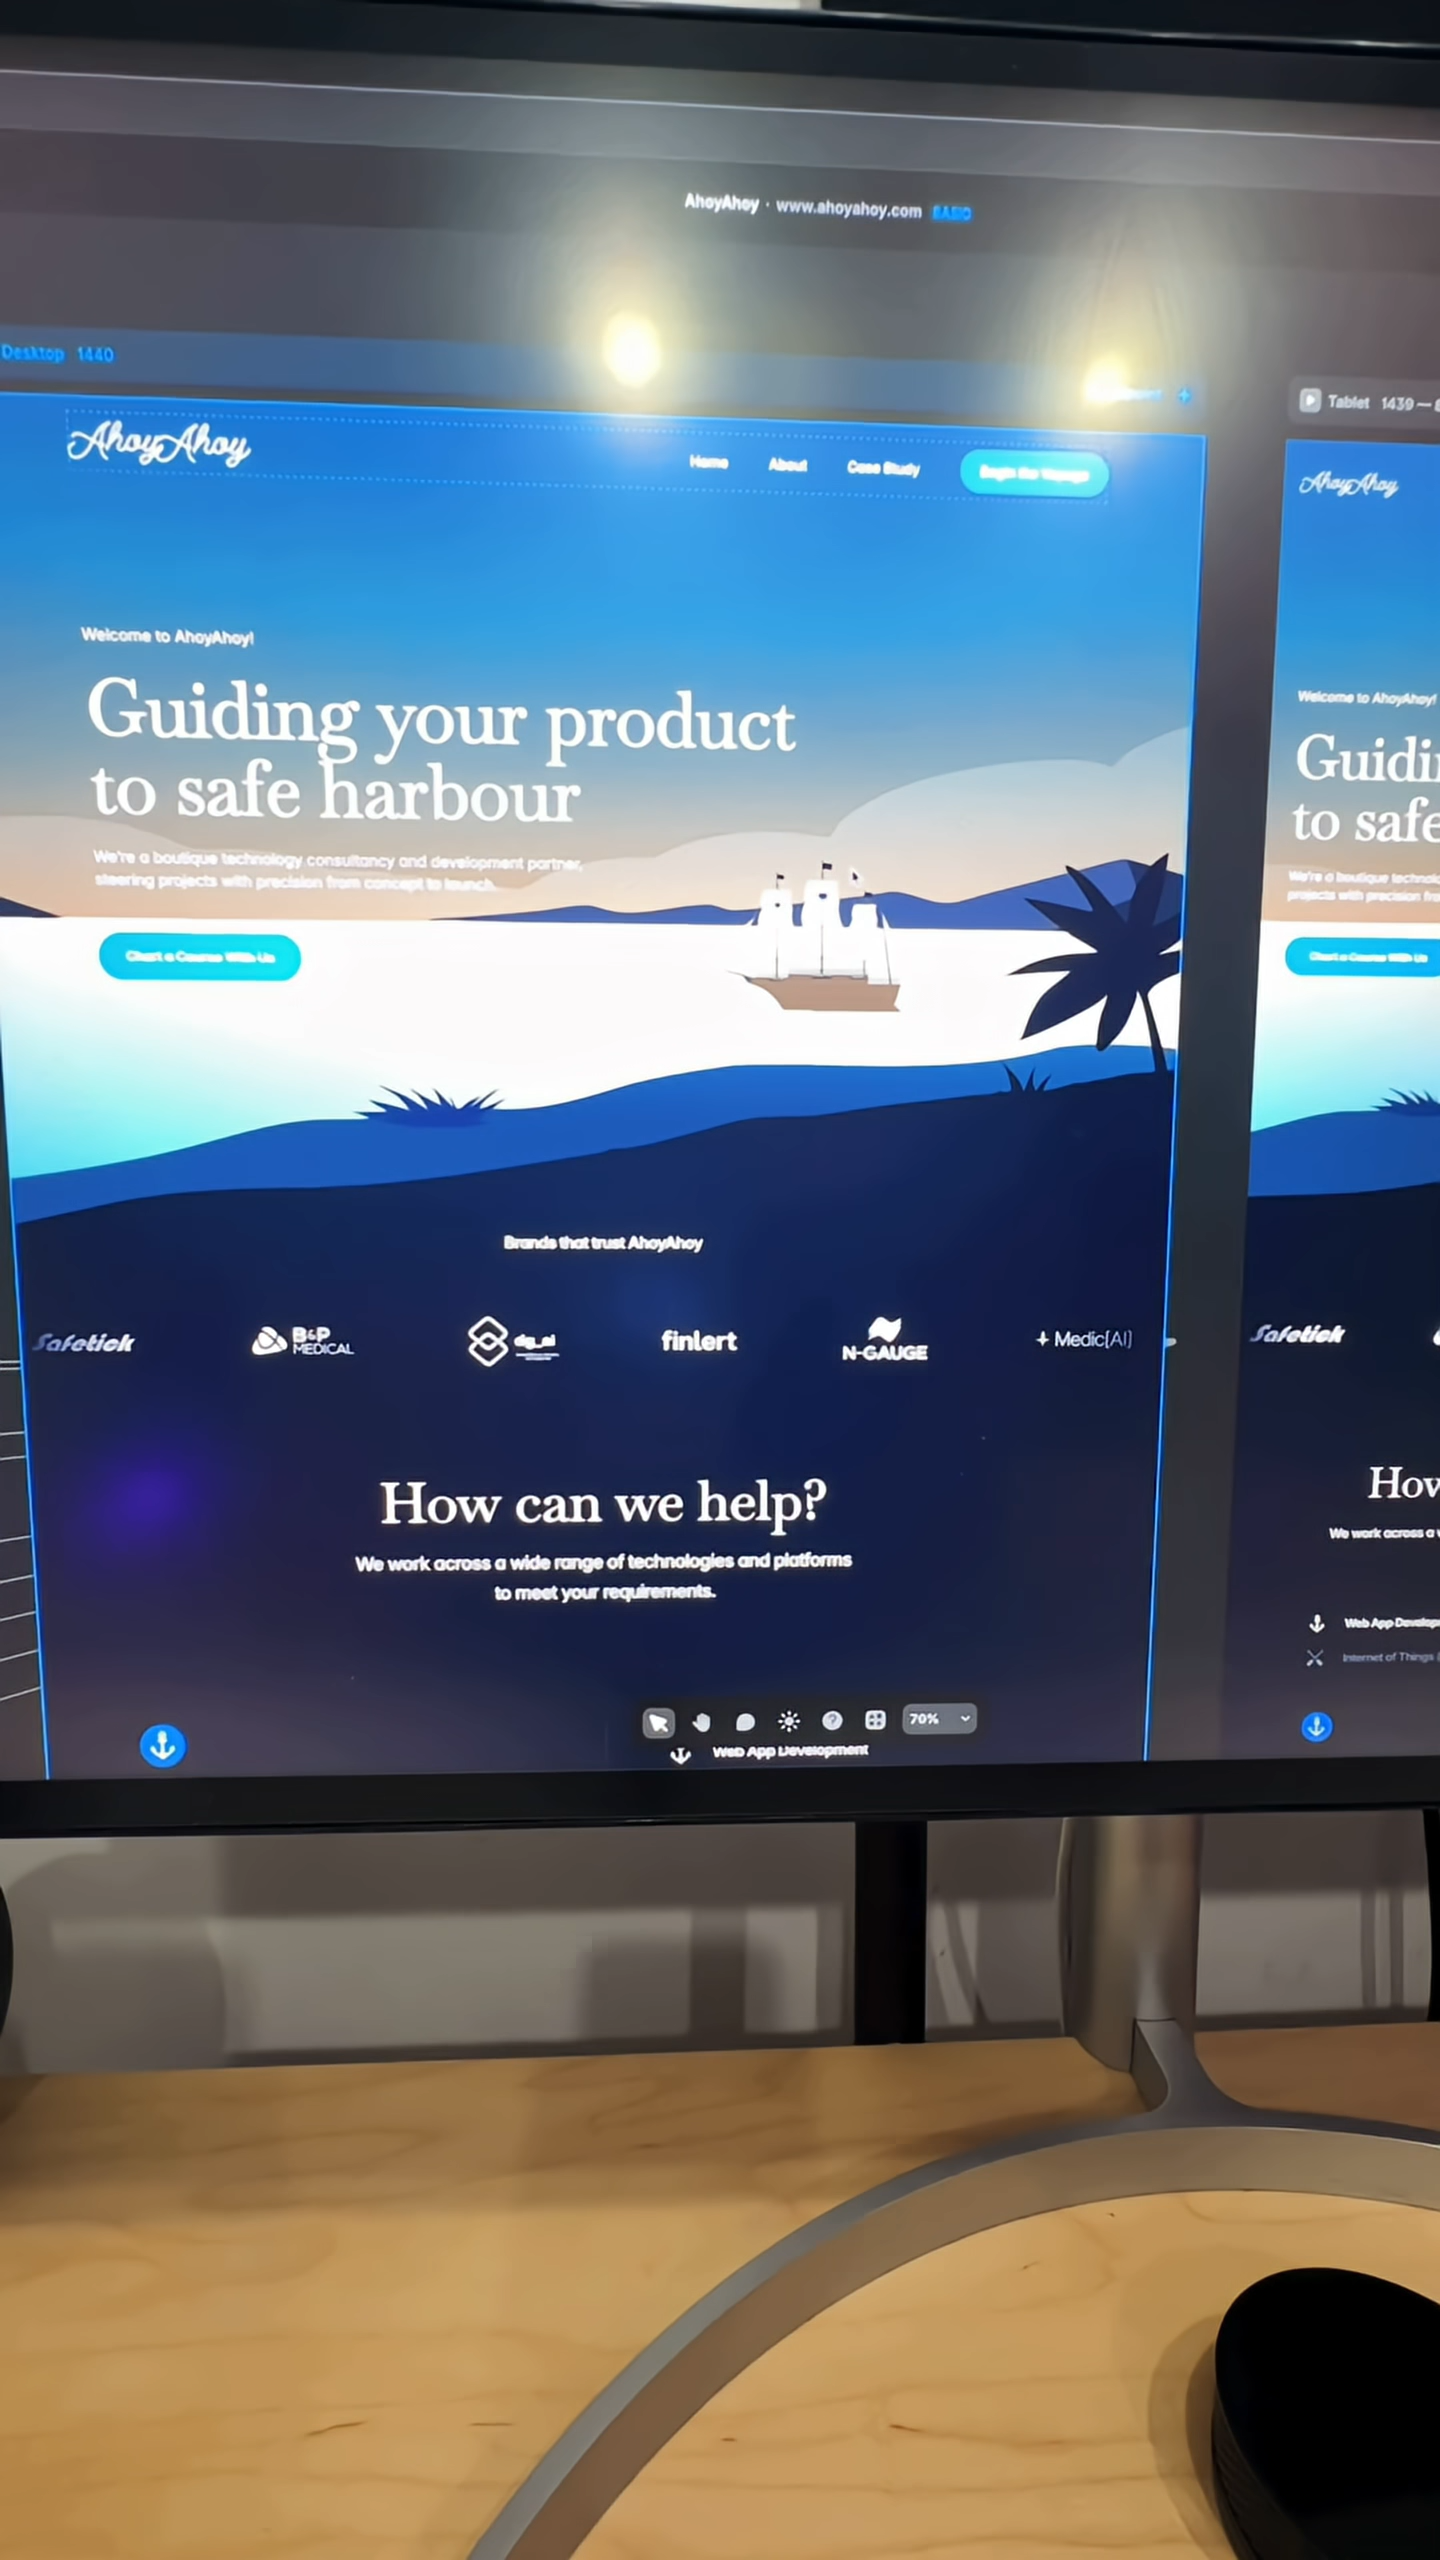 AhoyAhoy · www.ahoyahoy.com BASIC
Desktop 1440
AhoyAhoy
Home
About
Case Study
Begin the Voyage
Welcome to AhoyAhoy!
Guiding your product
to safe harbour
We're a boutique technology consultancy and development partner,
steering projects with precision from concept to launch.
Chart a Course With Us
Brands that trust AhoyAhoy
Safetick
B&P
MEDICAL
dg_ai
finlert
N-GAUGE
Medic[AI]
How can we help?
We work across a wide range of technologies and platforms
to meet your requirements.
70%
Web App Development
Tablet 1439 —
AhoyAhoy
Welcome to AhoyAhoy!
Guidi
to safe
We're a boutique technolo
projects with precision fro
Chart a Course With Us
Safetick
How
We work across a
Web App Develop
Internet of Things